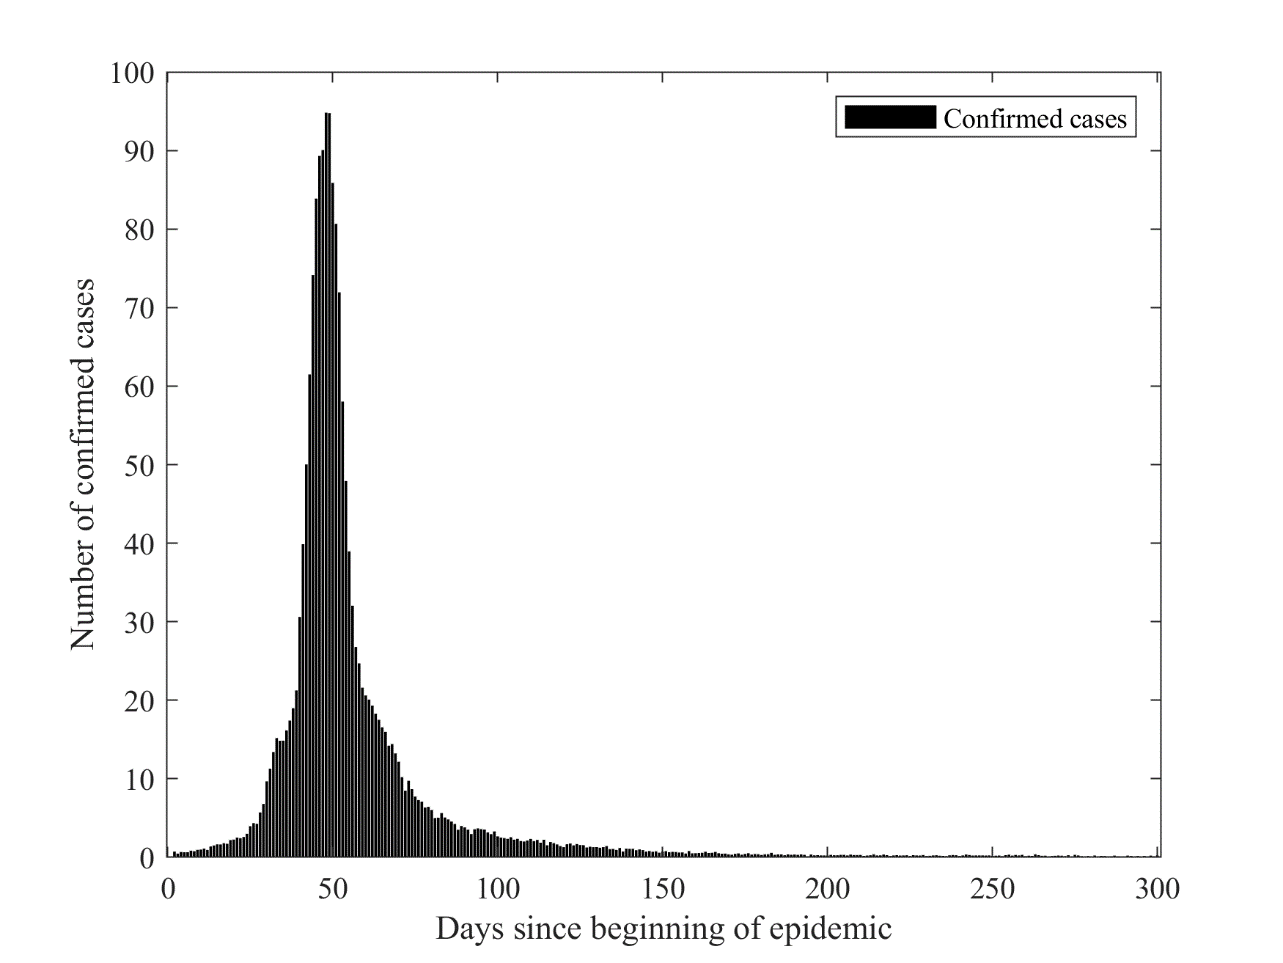 100
90
80
70
60
50
40
30
20
10
0
Number of confirmed cases
Confirmed cases
0 50 100 150 200 250 300
Days since beginning of epidemic